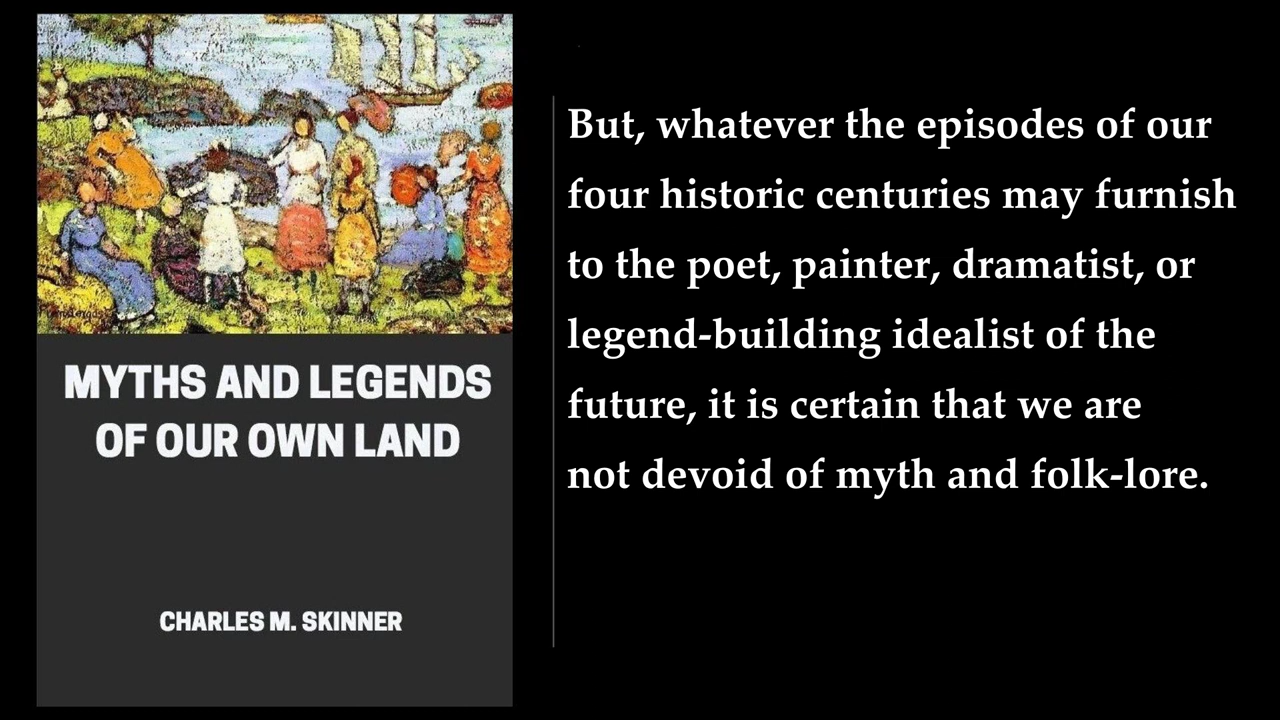 MYTHS AND LEGENDS
OF OUR OWN LAND
CHARLES M. SKINNER
But, whatever the episodes of our
four historic centuries may furnish
to the poet, painter, dramatist, or
legend-building idealist of the
future, it is certain that we are
not devoid of myth and folk-lore.